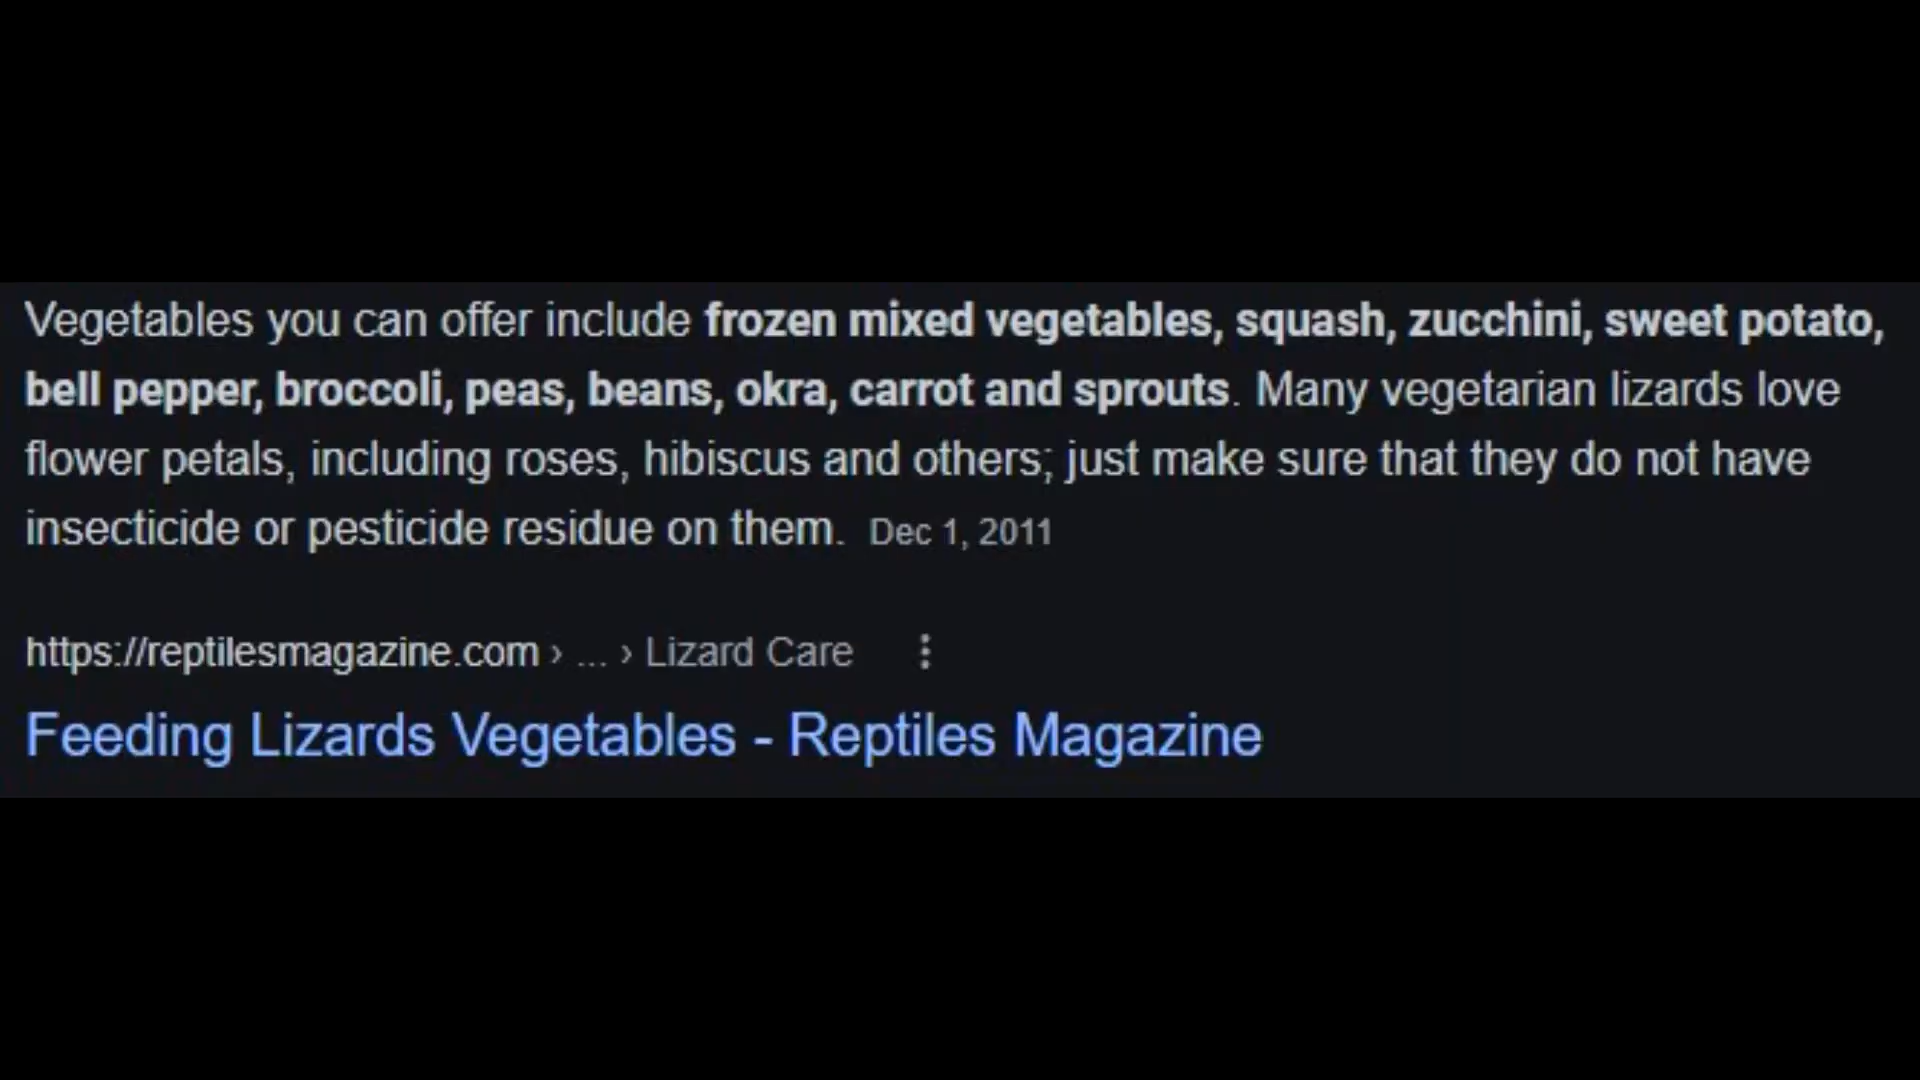 Vegetables you can offer include frozen mixed vegetables, squash, zucchini, sweet potato,
bell pepper, broccoli, peas, beans, okra, carrot and sprouts. Many vegetarian lizards love
flower petals, including roses, hibiscus and others; just make sure that they do not have
insecticide or pesticide residue on them. Dec 1, 2011
https://reptilesmagazine.com › ... › Lizard Care
Feeding Lizards Vegetables - Reptiles Magazine